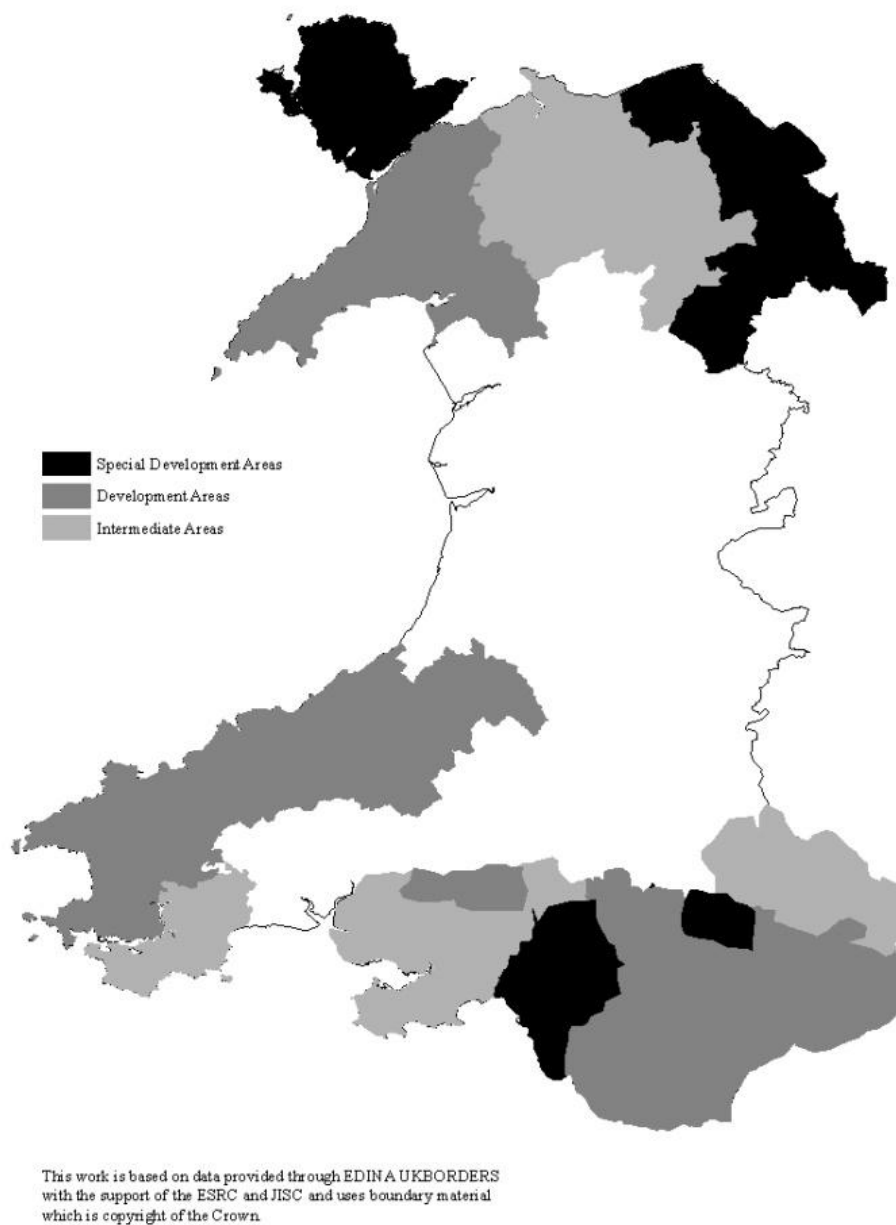 Special Development Areas
Development Areas
Intermediate Areas
This work is based on data provided through EDINA UKBORDERS
with the support of the ESRC and JISC and uses boundary material
which is copyright of the Crown.